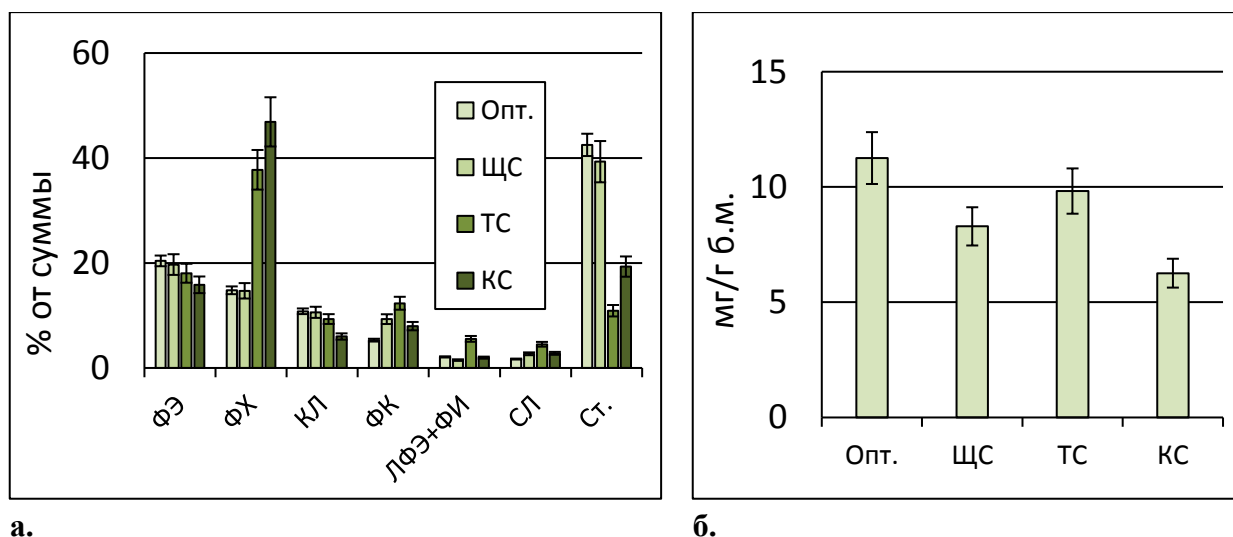 % от суммы
60
40
20
0
Опт.
ЩС
ТС
КС
ФЭ
ФХ
КЛ
ФК
ЛФЭ+ФИ
СЛ
Ст.
а.
мг/г б.м.
15
10
5
0
Опт.
ЩС
ТС
КС
б.